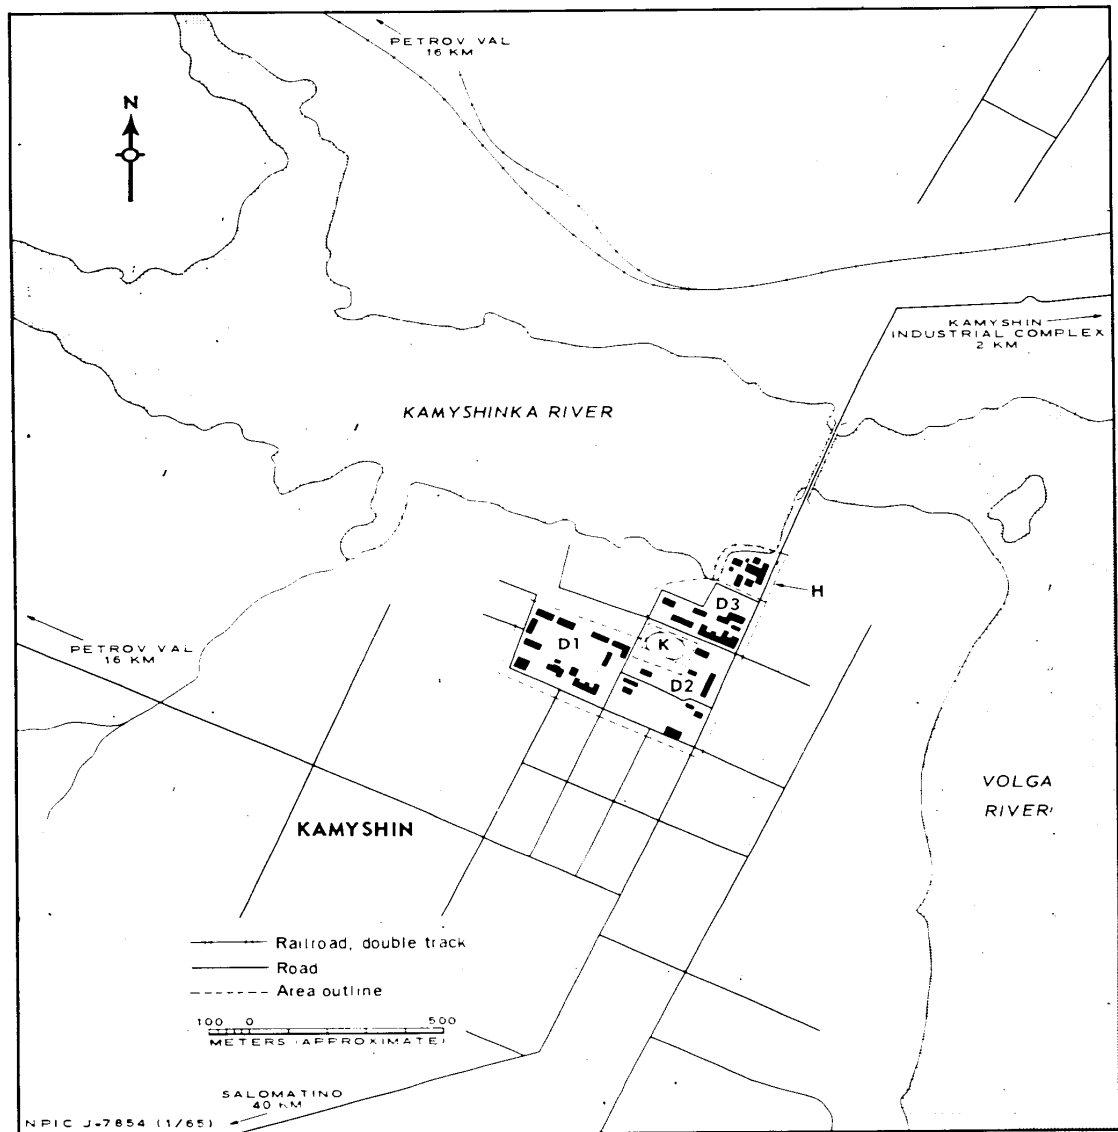 PETROV VAL
16 KM
N
KAMYSHIN
INDUSTRIAL COMPLEX
2 KM
KAMYSHINKA RIVER
H
D3
D1
K
PETROV VAL
16 KM
D2
VOLGA
RIVER
KAMYSHIN
Railroad, double track
Road
Area outline
100 0 500
METERS (APPROXIMATE)
SALOMATINO
40 KM
NPIC J-7854 (1/65)